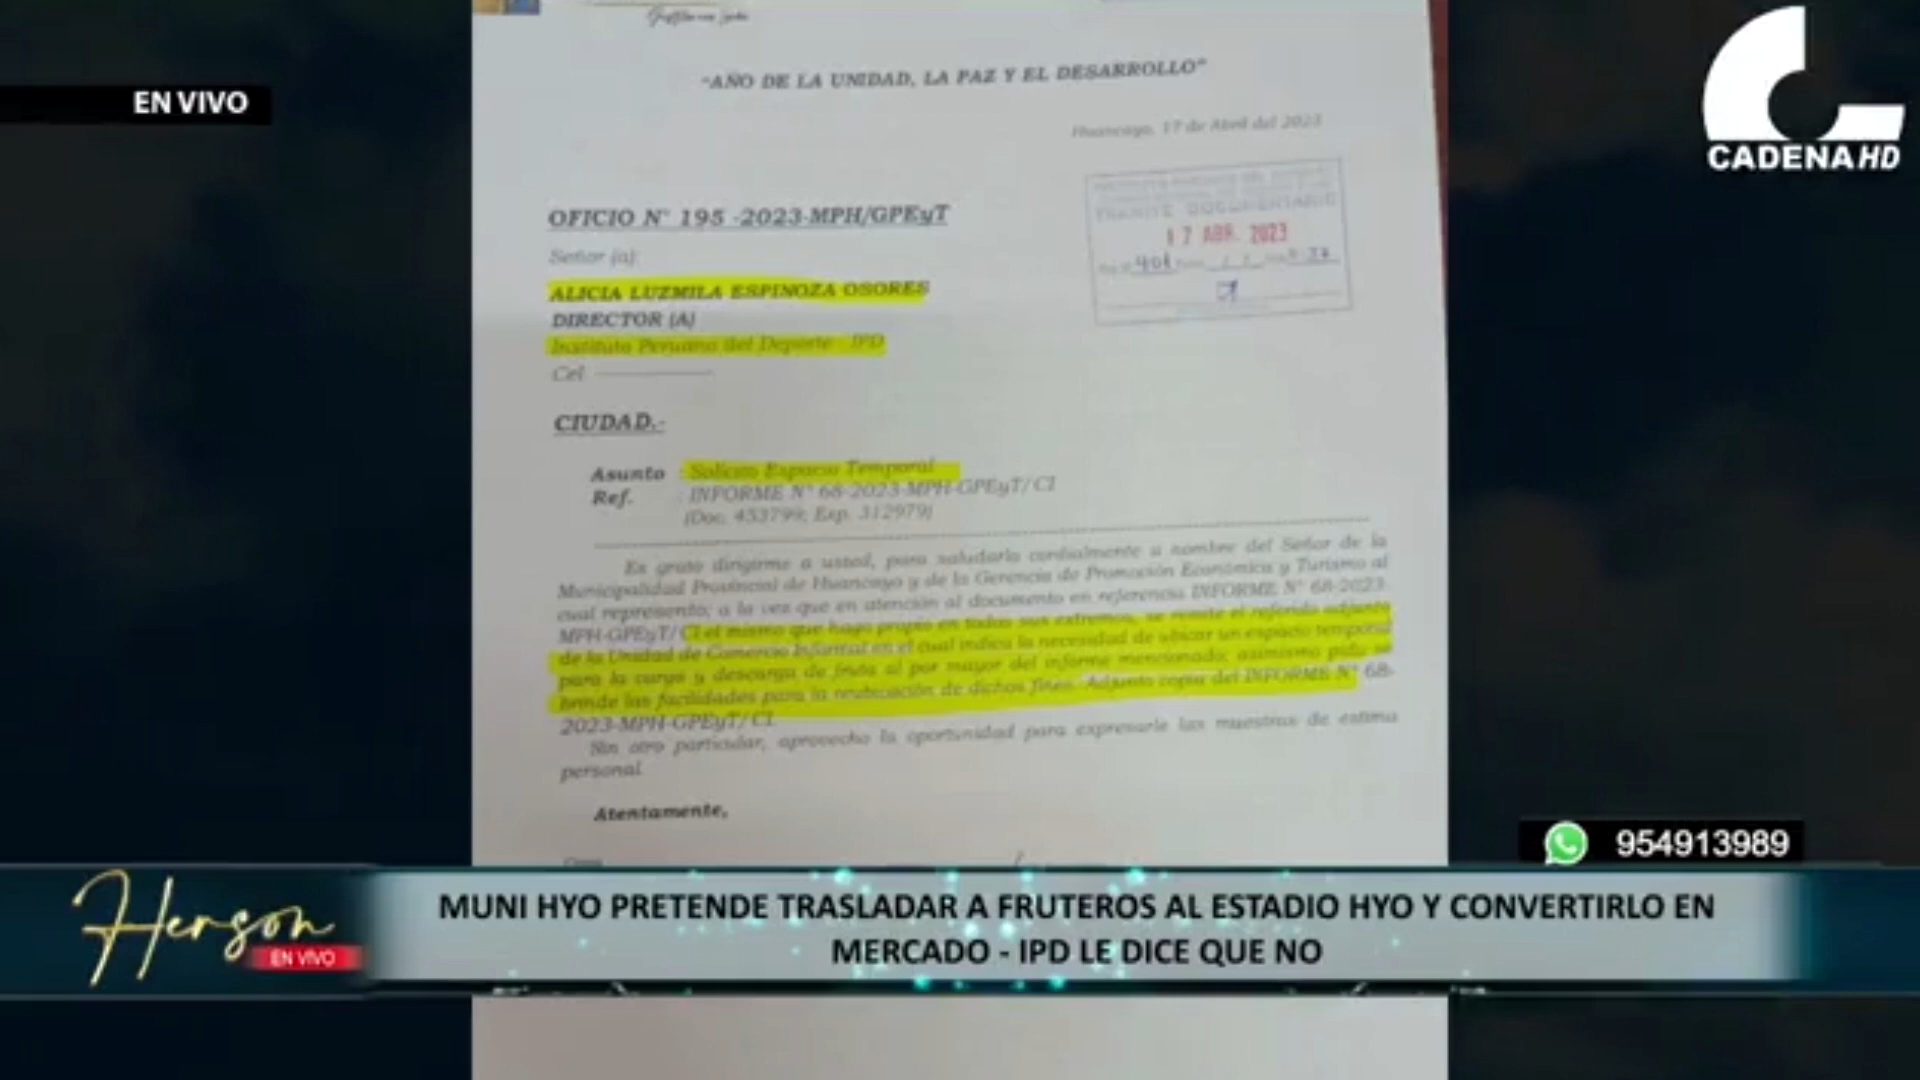 EN VIVO
CADENA HD
"AÑO DE LA UNIDAD, LA PAZ Y EL DESARROLLO"
Huancayo, 17 de Abril del 2023
TRAMITE DOCUMENTARIO
17 ABR. 2023
OFICIO N° 195 -2023-MPH/GPEyT
Señor (a):
ALICIA LUZMILA ESPINOZA OSORES
DIRECTOR (A)
Instituto Peruano del Deporte - IPD
Cel
CIUDAD.-
Asunto : Solicito Espacio Temporal
Ref. : INFORME N° 68-2023-MPH-GPEyT/CI
(Doc. 453799; Exp. 312979)
Es grato dirigirme a usted, para saludarlo cordialmente a nombre del Señor de la
Municipalidad Provincial de Huancayo y de la Gerencia de Promoción Económica y Turismo al
cual represento; a la vez que en atención al documento en referencia INFORME N° 68-2023-
MPH-GPEyT/CI el mismo que hago propio en todos sus extremos, se remite el referido adjunto
de la Unidad de Comercio Informal en el cual indica la necesidad de ubicar un espacio temporal
para la carga y descarga de fruta al por mayor del informe mencionado; asimismo pido se
brinde las facilidades para la reubicación de dichos fines. Adjunto copia del INFORME N° 68-
2023-MPH-GPEyT/CI
Sin otro particular, aprovecho la oportunidad para expresarle las muestras de estima
personal
Atentamente,
954913989
Herson
EN VIVO
MUNI HYO PRETENDE TRASLADAR A FRUTEROS AL ESTADIO HYO Y CONVERTIRLO EN
MERCADO - IPD LE DICE QUE NO